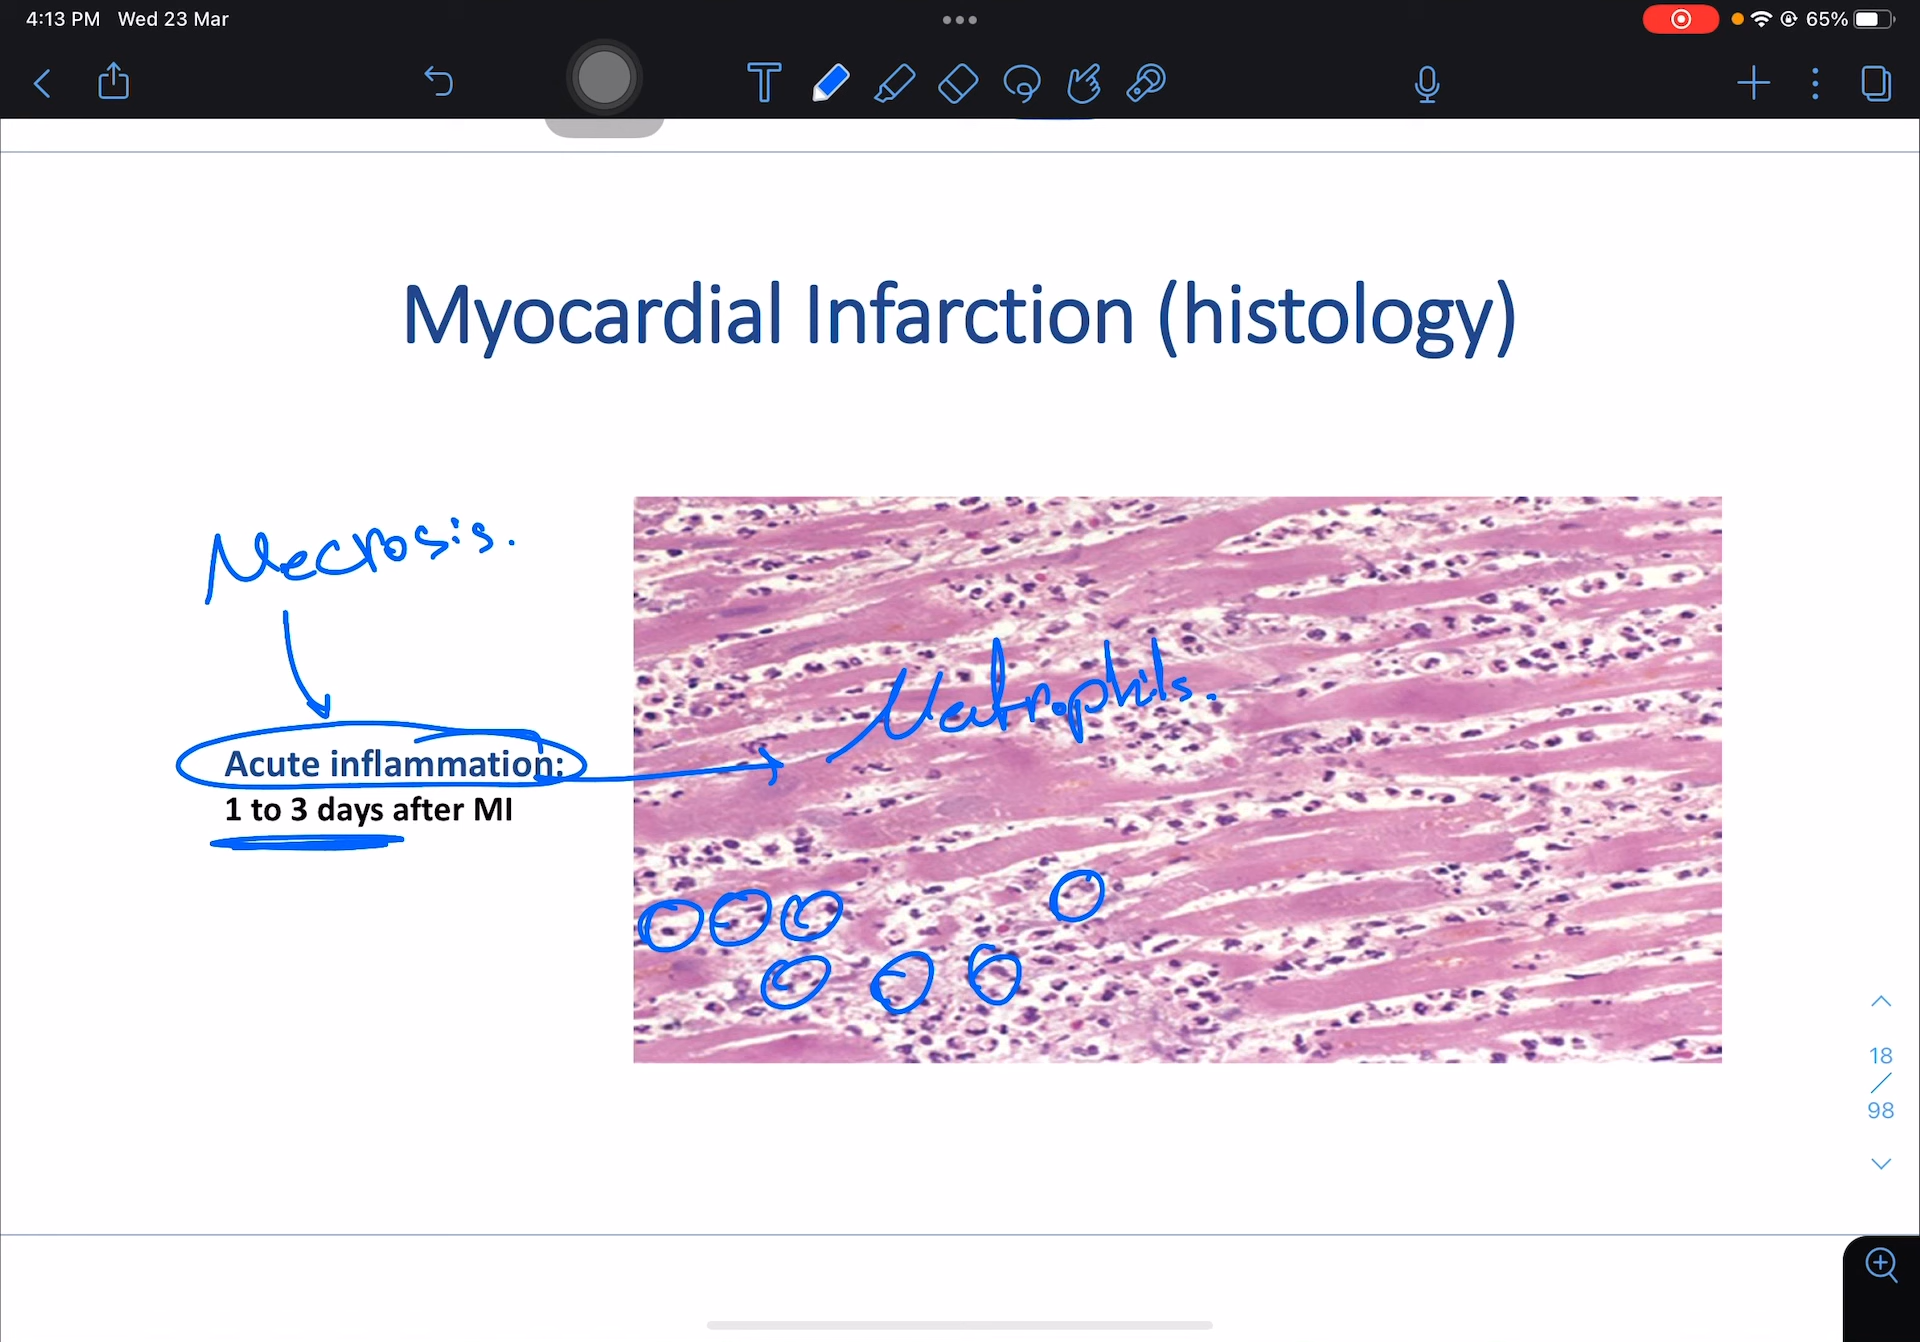 4:13 PM Wed 23 Mar
65%
Myocardial Infarction (histology)
Necrosis.
Neutrophils.
Acute inflammation:
1 to 3 days after MI
18
/
98